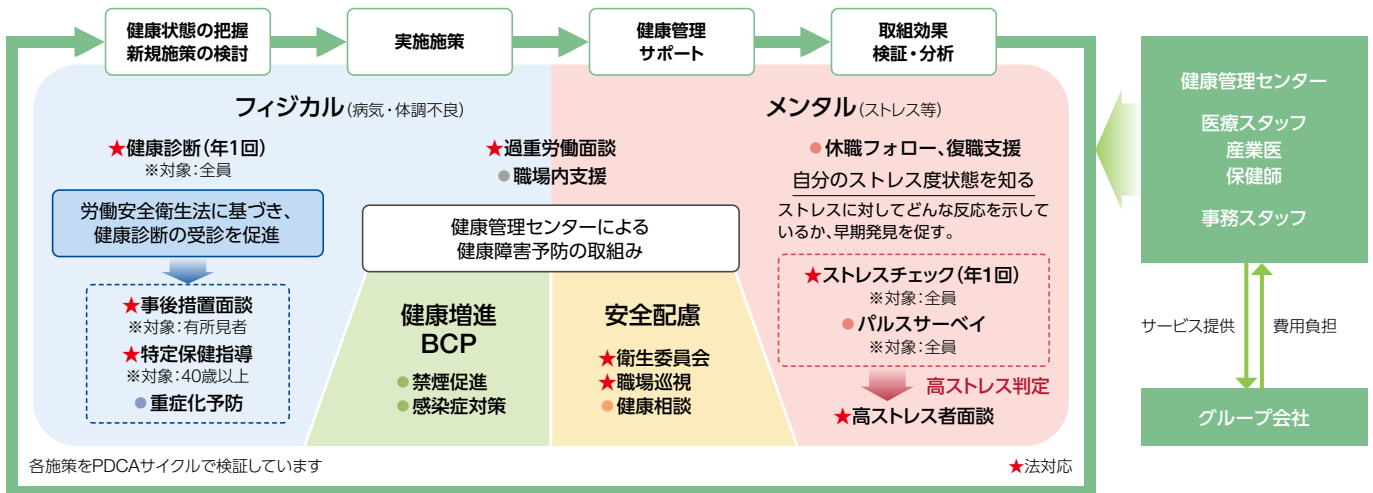 健康状態の把握
新規施策の検討
実施施策
健康管理
サポート
取組効果
検証・分析
フィジカル(病気・体調不良)
メンタル(ストレス等)
★健康診断(年1回)
※対象:全員
労働安全衛生法に基づき、
健康診断の受診を促進
★事後措置面談
※対象:有所見者
★特定保健指導
※対象:40歳以上
●重症化予防
★過重労働面談
●職場内支援
健康管理センターによる
健康障害予防の取組み
健康増進
BCP
●禁煙促進
●感染症対策
安全配慮
★衛生委員会
★職場巡視
●健康相談
●休職フォロー、復職支援
自分のストレス度状態を知る
ストレスに対してどんな反応を示して
いるか、早期発見を促す。
★ストレスチェック(年1回)
※対象:全員
●パルスサーベイ
※対象:全員
高ストレス判定
★高ストレス者面談
各施策をPDCAサイクルで検証しています
★法対応
健康管理センター
医療スタッフ
産業医
保健師
事務スタッフ
サービス提供
費用負担
グループ会社